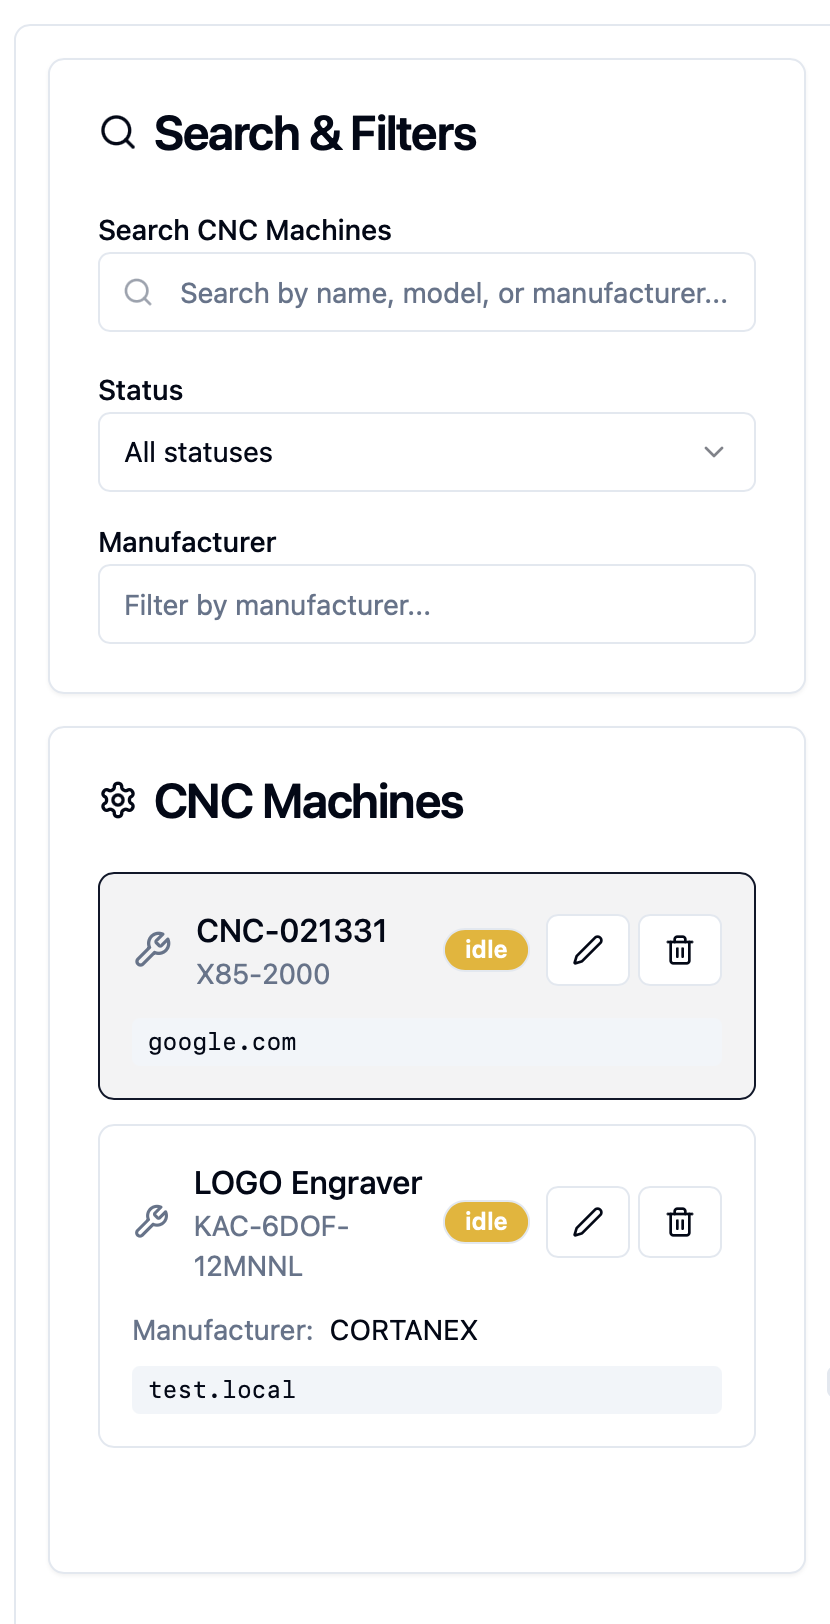 Search & Filters
Search CNC Machines
Search by name, model, or manufacturer...
Status
All statuses
Manufacturer
Filter by manufacturer...
CNC Machines
CNC-021331
X85-2000
idle
google.com
LOGO Engraver
KAC-6DOF-
12MNNL
idle
Manufacturer: CORTANEX
test.local